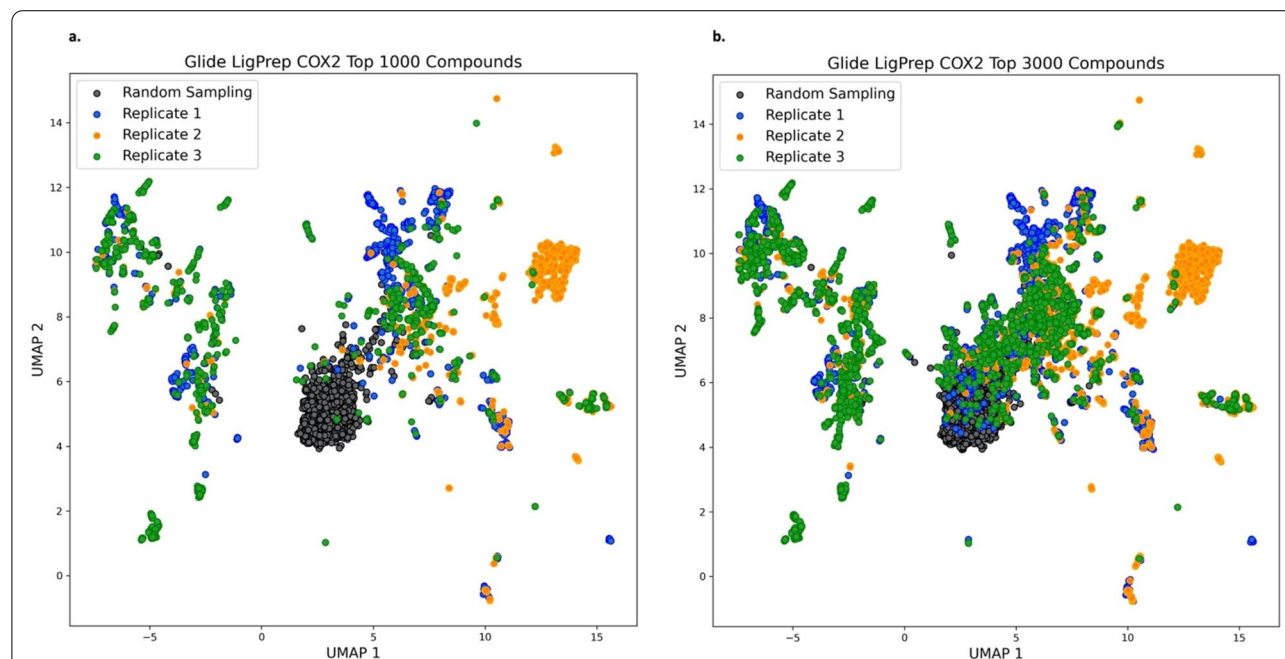 a.
Glide LigPrep COX2 Top 1000 Compounds
Random Sampling
Replicate 1
Replicate 2
Replicate 3
14
12
10
8
6
4
2
0
UMAP 2
−5
0
5
10
15
UMAP 1
b.
Glide LigPrep COX2 Top 3000 Compounds
Random Sampling
Replicate 1
Replicate 2
Replicate 3
14
12
10
8
6
4
2
0
UMAP 2
−5
0
5
10
15
UMAP 1